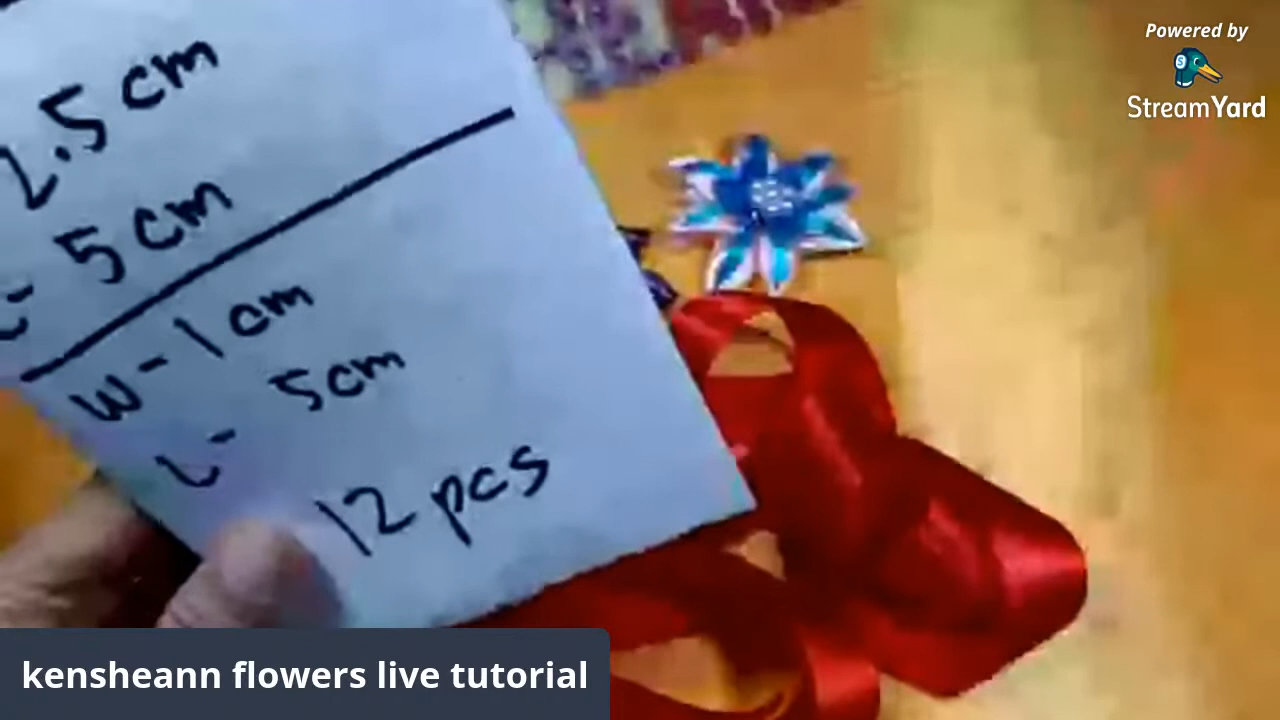 2.5 cm
L- 5 cm
W - 1 cm
L- 5cm
12 pcs
Powered by
StreamYard
kensheann flowers live tutorial